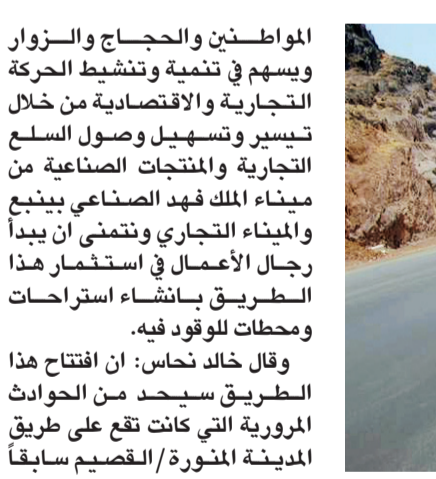 المواطنين والحجاج والزوار
ويسهم في تنمية وتنشيط الحركة
التجارية والاقتصادية من خلال
تيسير وتسهيل وصول السلع
التجارية والمنتجات الصناعية من
ميناء الملك فهد الصناعي بينبع
والميناء التجاري ونتمنى ان يبدأ
رجال الأعمال في استثمار هذا
الطريق بانشاء استراحات
ومحطات للوقود فيه.
وقال خالد نحاس: ان افتتاح هذا
الطريق سيحد من الحوادث
المرورية التي كانت تقع على طريق
المدينة المنورة/القصيم سابقاً